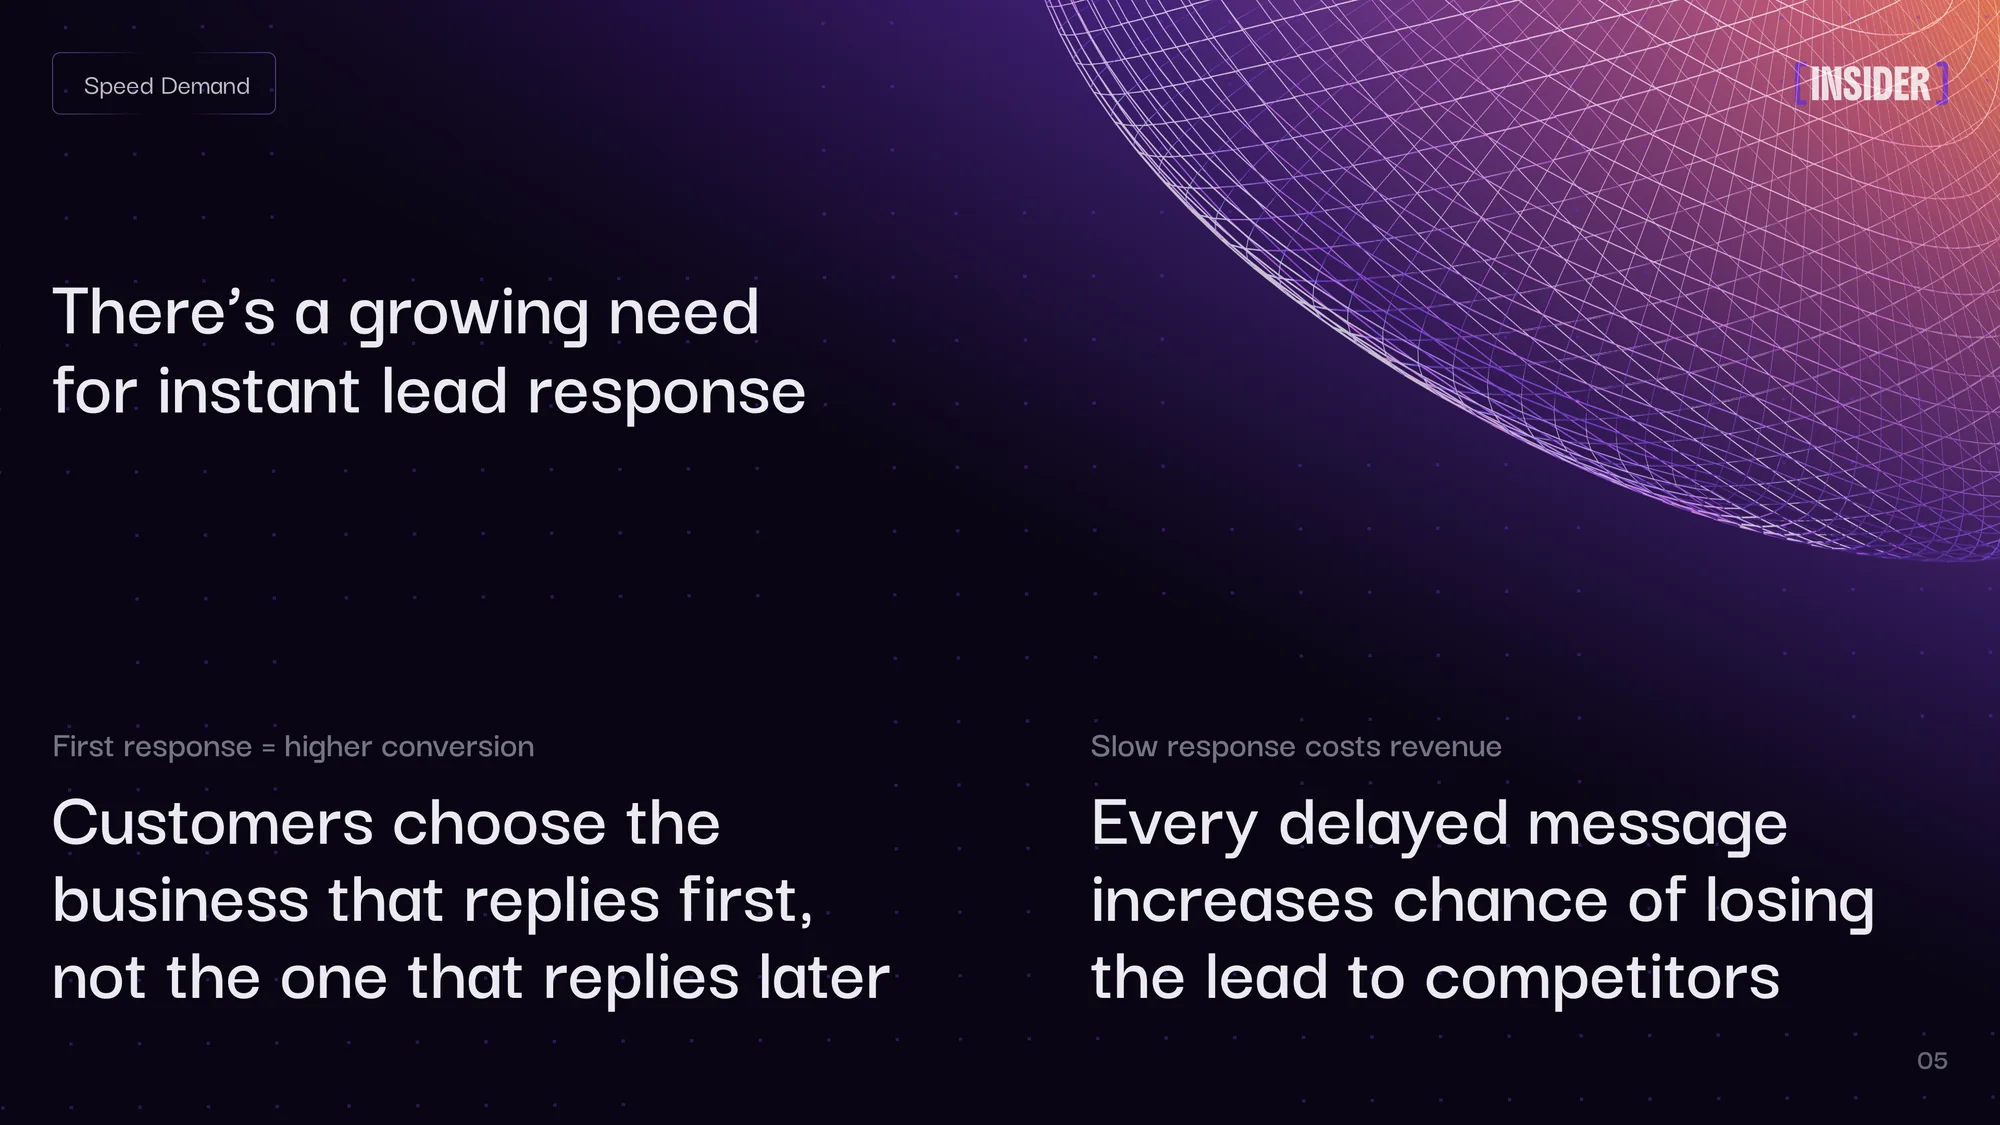 Speed Demand
[INSIDER]
There’s a growing need
for instant lead response
First response = higher conversion
Customers choose the
business that replies first,
not the one that replies later
Slow response costs revenue
Every delayed message
increases chance of losing
the lead to competitors
05